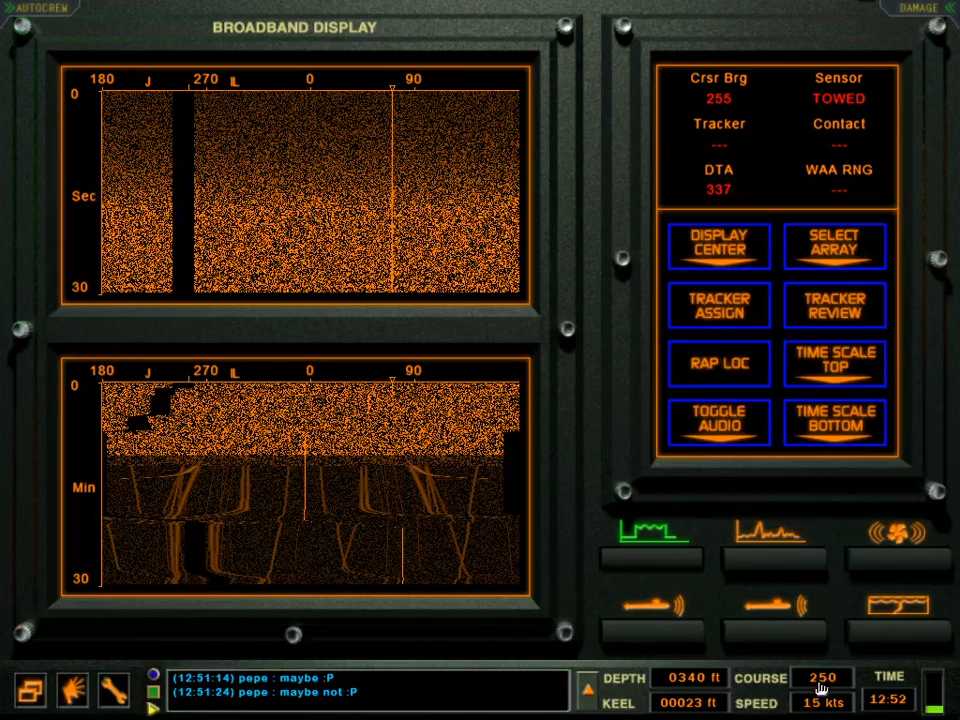 AUTOCREW
DAMAGE
BROADBAND DISPLAY
180 J 270 IL 0 90
0
Sec
30
180 J 270 IL 0 90
0
Min
30
Crsr Brg Sensor
255 TOWED
Tracker Contact
--- ---
DTA WAA RNG
337 ---
DISPLAY CENTER
SELECT ARRAY
TRACKER ASSIGN
TRACKER REVIEW
RAP LOC
TIME SCALE TOP
TOGGLE AUDIO
TIME SCALE BOTTOM
(12:51:14) pepe : maybe :P
(12:51:24) pepe : maybe not :P
DEPTH 0340 ft COURSE 250 TIME
KEEL 00023 ft SPEED 15 kts 12:52